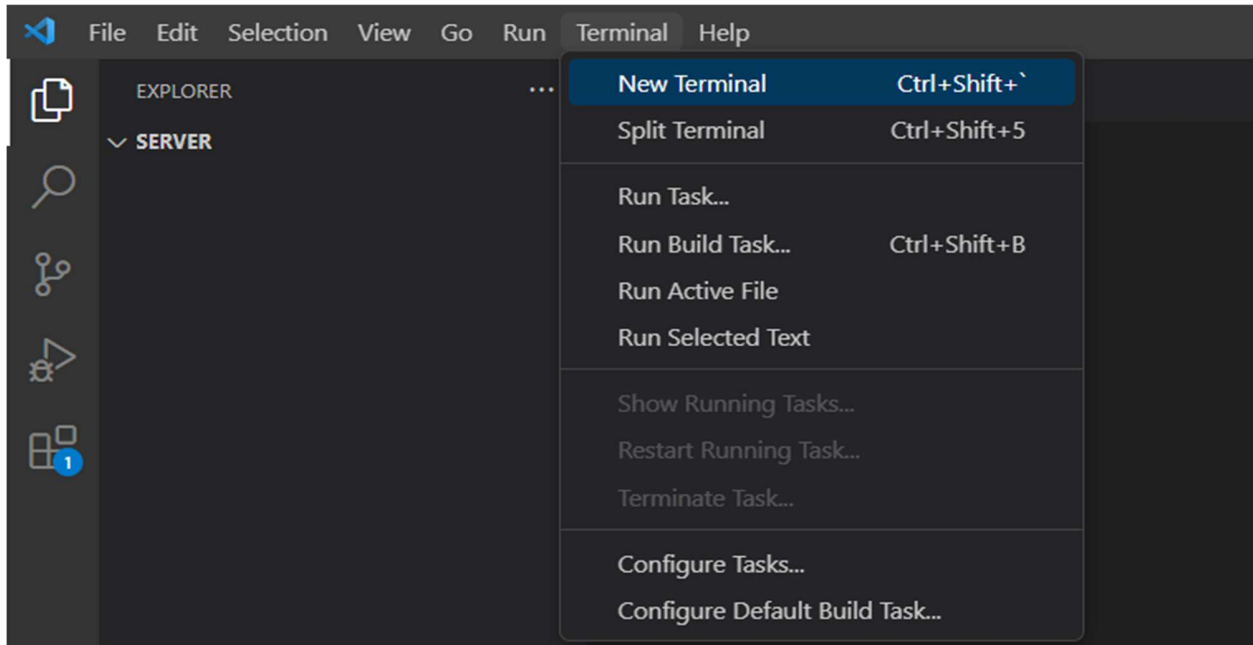 File Edit Selection View Go Run Terminal Help
EXPLORER ...
SERVER
New Terminal Ctrl+Shift+`
Split Terminal Ctrl+Shift+5
Run Task...
Run Build Task... Ctrl+Shift+B
Run Active File
Run Selected Text
Show Running Tasks...
Restart Running Task...
Terminate Task...
Configure Tasks...
Configure Default Build Task...
1